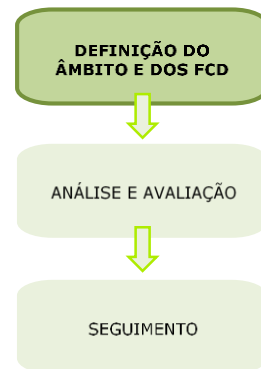 DEFINIÇÃO DO
ÂMBITO E DOS FCD
ANÁLISE E AVALIAÇÃO
SEGUIMENTO